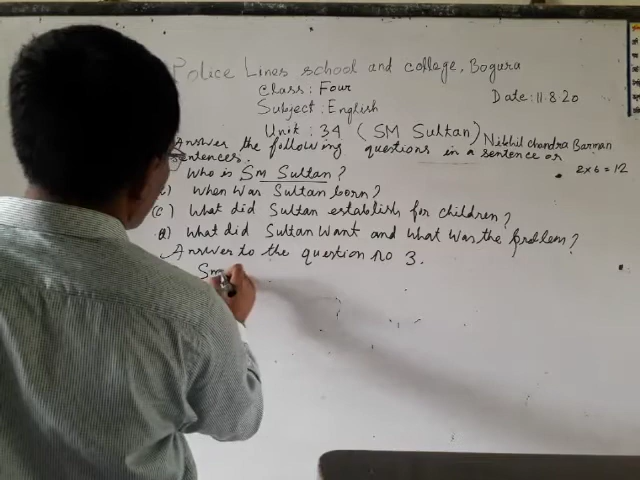 Police Lines school and college, Bogura
Class: Four
Date: 11.8.20
Subject: English
Unit: 34 (SM Sultan)
Nikhil chandra Barman
Answer the following questions in a sentence or
sentences.
2x6=12
Who is Sm Sultan?
) When was Sultan born?
(c) What did Sultan establish for children?
d) What did Sultan want and what was the problem?
Answer to the question no 3.
Sm